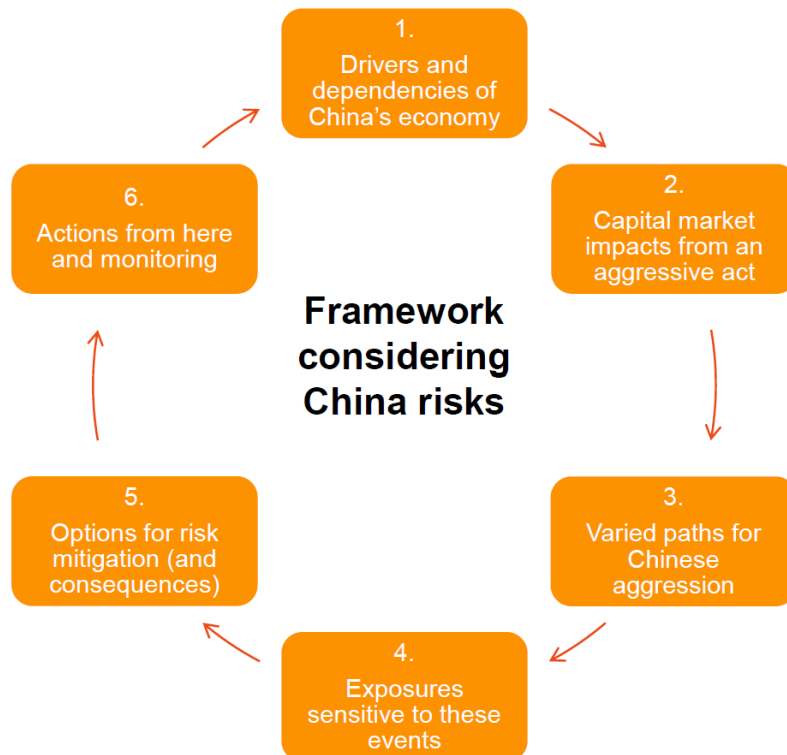 1.
Drivers and
dependencies of
China's economy
2.
Capital market
impacts from an
aggressive act
3.
Varied paths for
Chinese
aggression
4.
Exposures
sensitive to these
events
5.
Options for risk
mitigation (and
consequences)
6.
Actions from here
and monitoring
Framework
considering
China risks